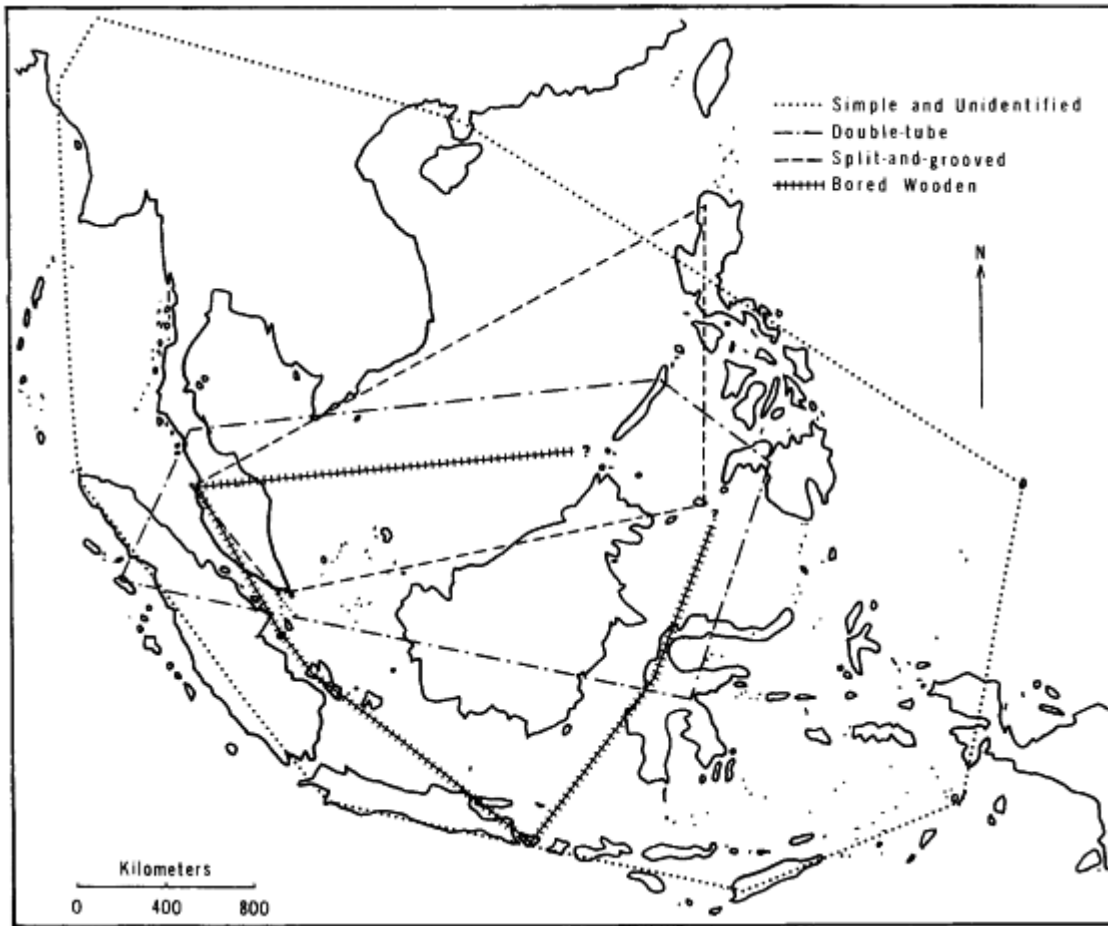 Simple and Unidentified
Double-tube
Split-and-grooved
Bored Wooden
N
?
?
Kilometers
0 400 800